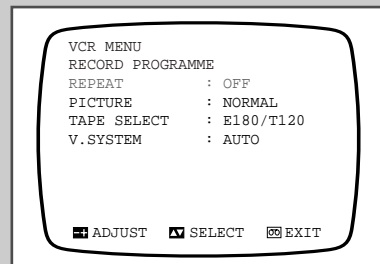 VCR MENU
RECORD PROGRAMME
REPEAT : OFF
PICTURE : NORMAL
TAPE SELECT : E180/T120
V.SYSTEM : AUTO
ADJUST SELECT EXIT